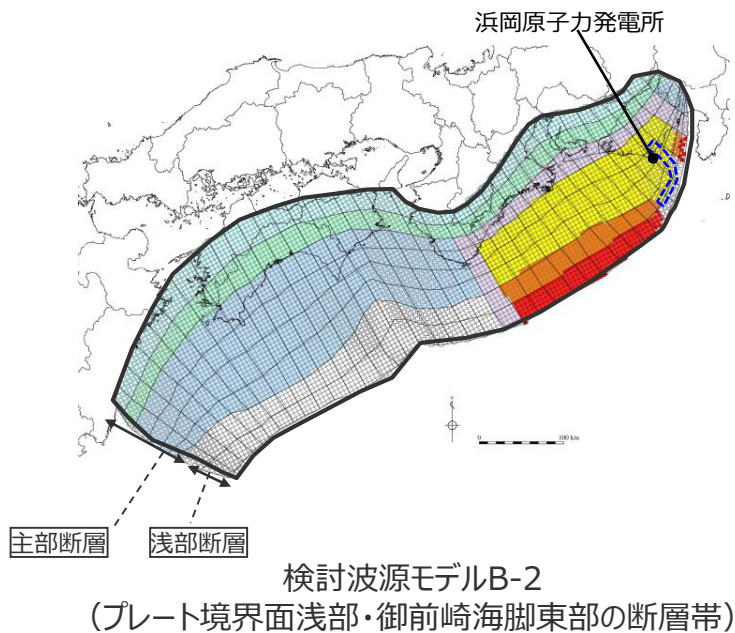 浜岡原子力発電所
0 100 km
主部断層
浅部断層
検討波源モデルB-2
(プレート境界面浅部・御前崎海脚東部の断層帯)